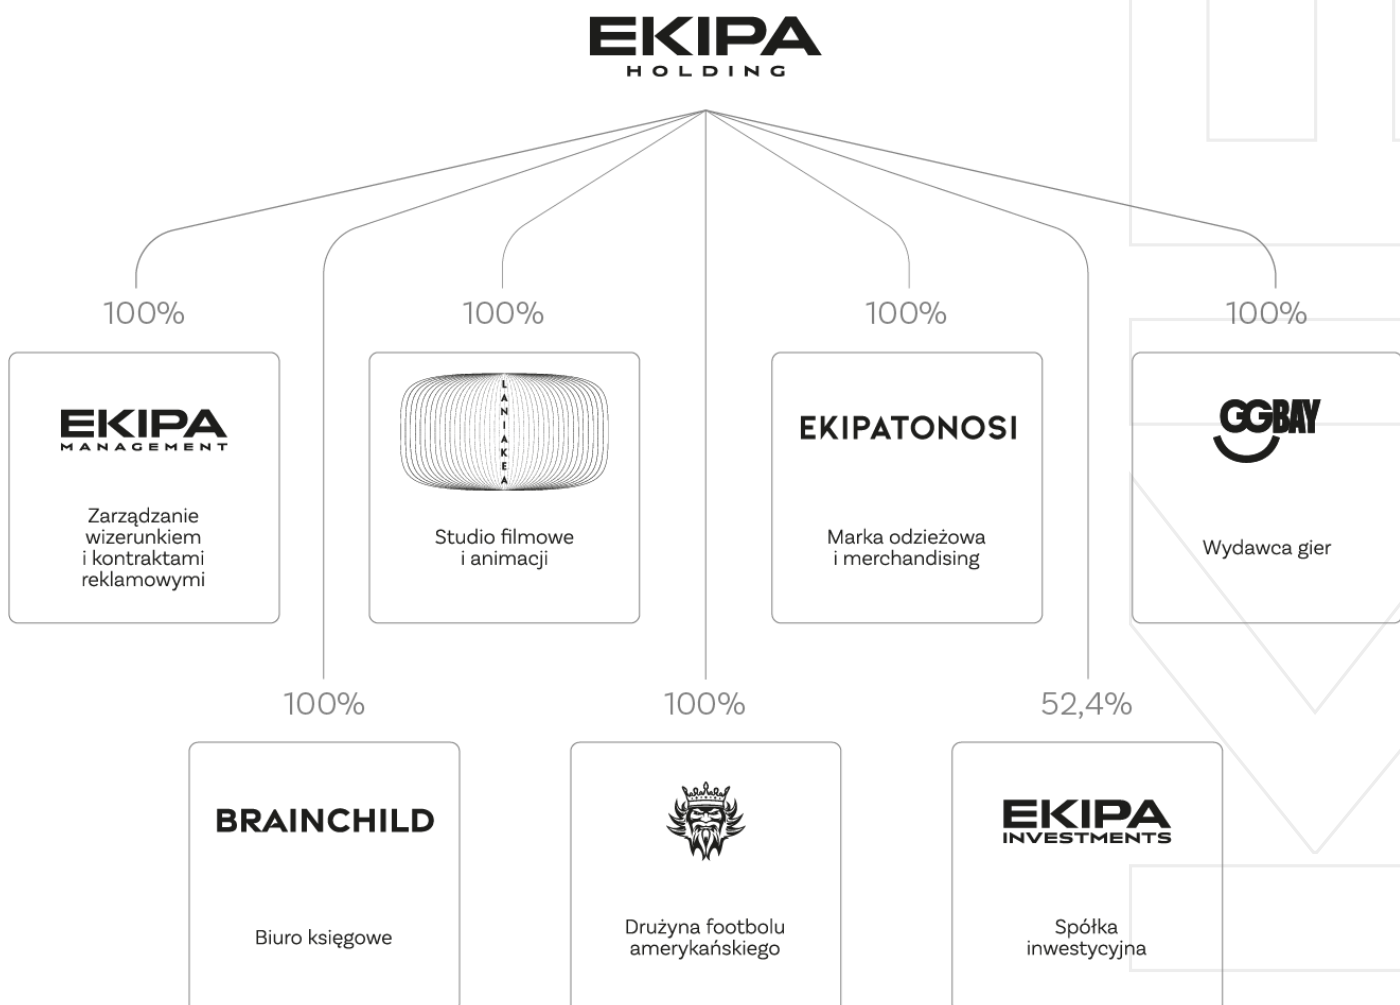 EKIPA
HOLDING
100%
100%
100%
100%
EKIPA
MANAGEMENT
Zarządzanie
wizerunkiem
i kontraktami
reklamowymi
LANIAKEA
Studio filmowe
i animacji
EKIPATONOSI
Marka odzieżowa
i merchandising
GGBAY
Wydawca gier
100%
100%
52,4%
BRAINCHILD
Biuro księgowe
Drużyna footbolu
amerykańskiego
EKIPA
INVESTMENTS
Spółka
inwestycyjna